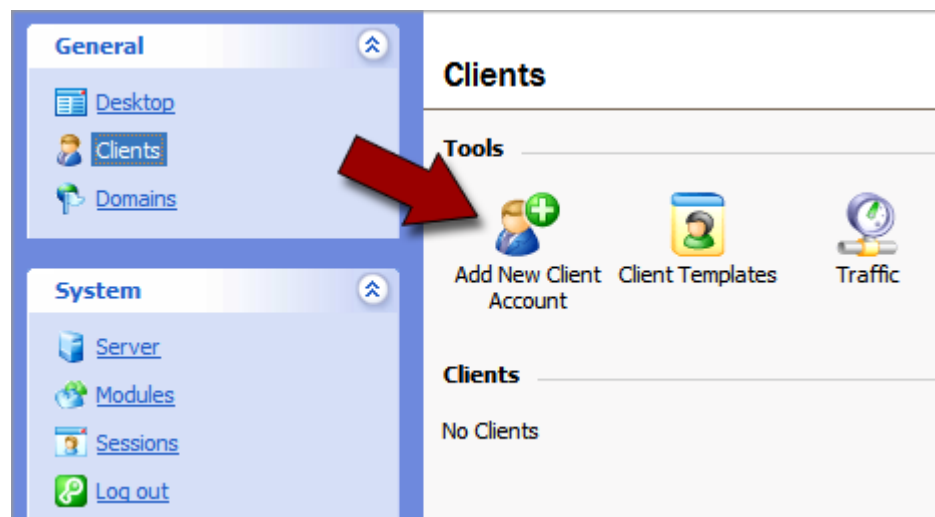 General
Desktop
Clients
Domains
System
Server
Modules
Sessions
Log out
Clients
Tools
Add New Client
Account
Client Templates
Traffic
Clients
No Clients